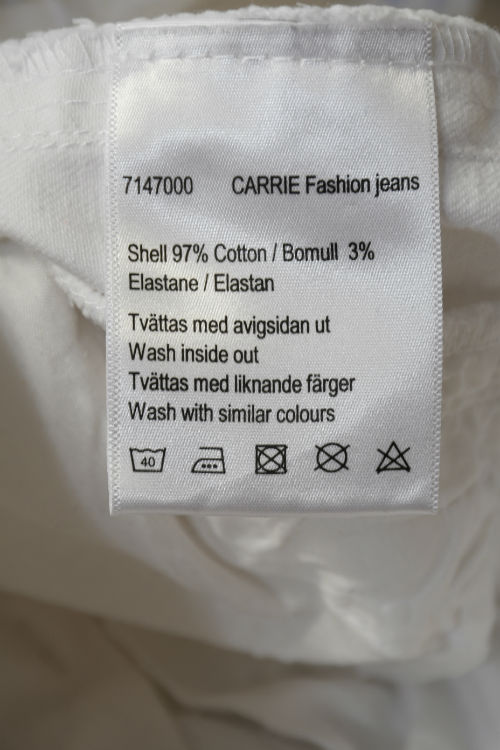 7147000 CARRIE Fashion jeans
Shell 97% Cotton / Bomull 3%
Elastane / Elastan
Tvättas med avigsidan ut
Wash inside out
Tvättas med liknande färger
Wash with similar colours
40